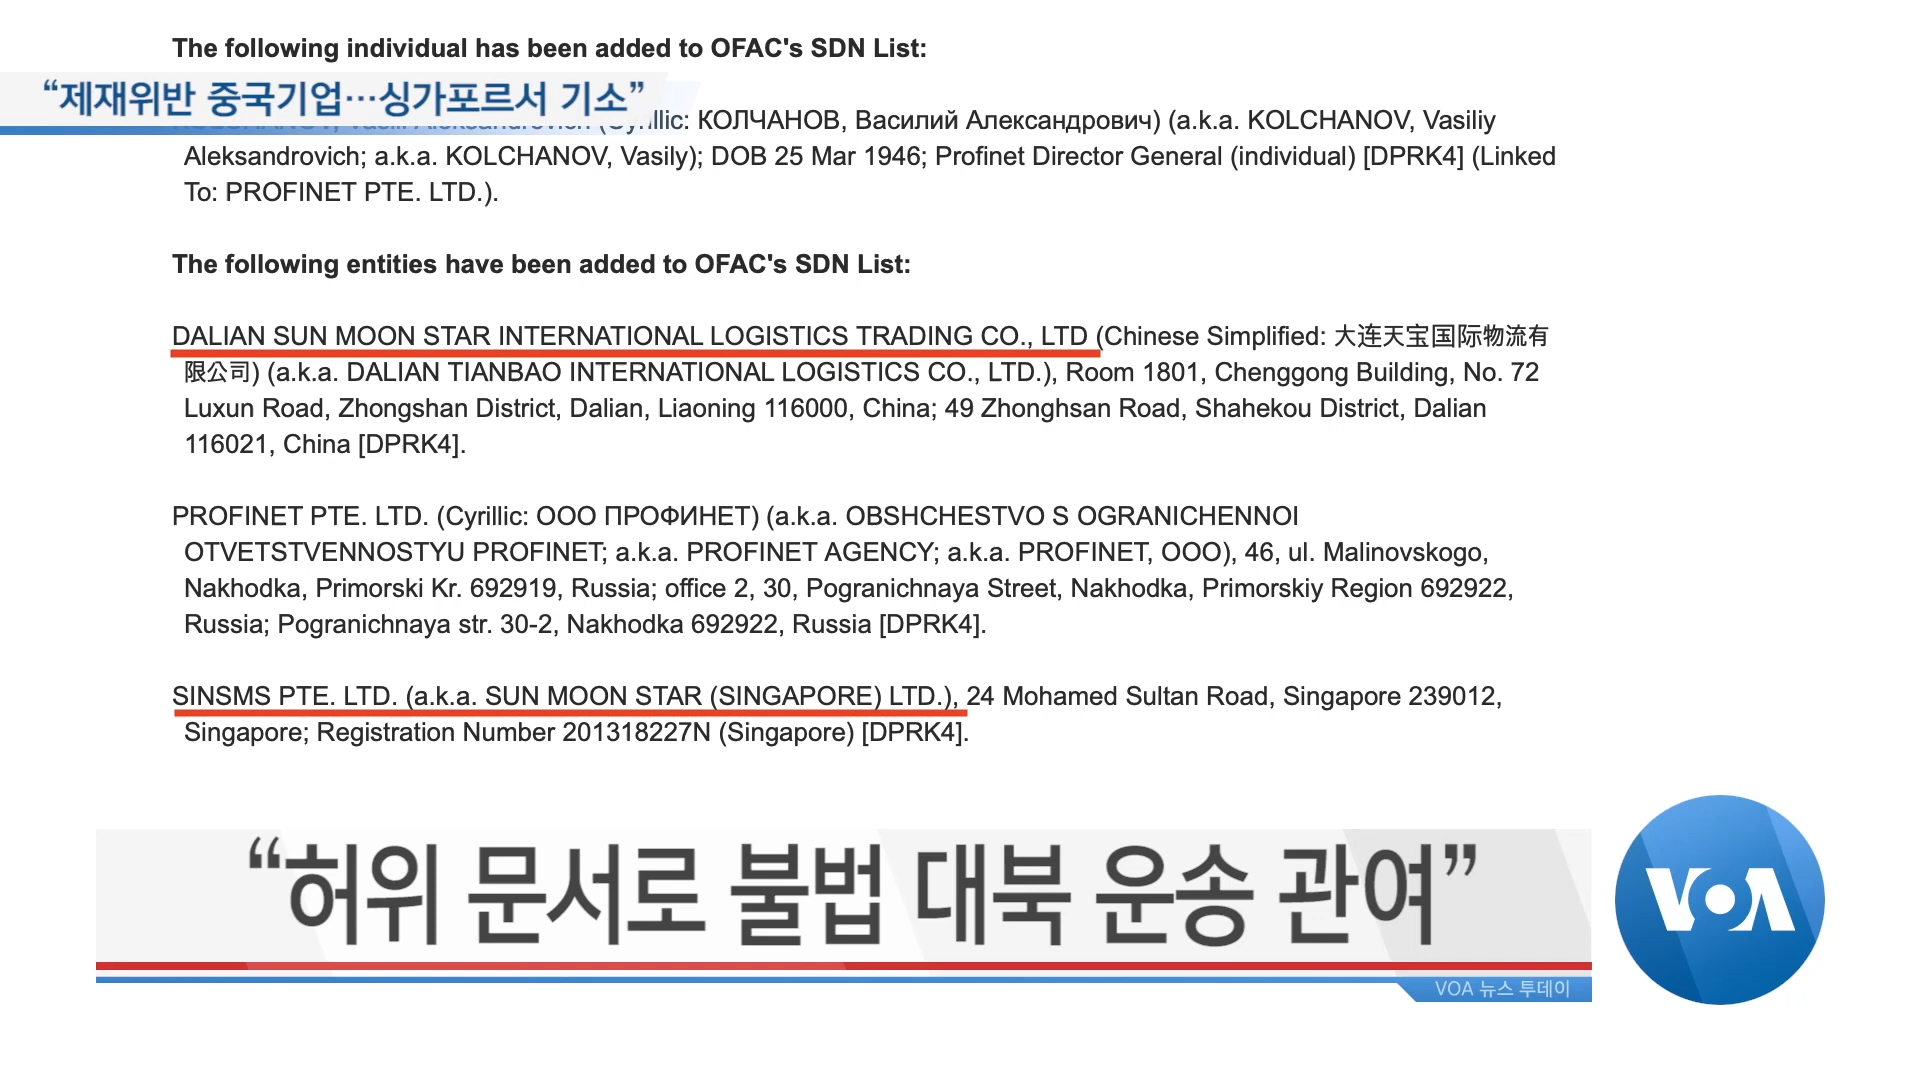 The following individual has been added to OFAC's SDN List:
“제재위반 중국기업…싱가포르서 기소”
(Cyrillic: КОЛЧАНОВ, Василий Александрович) (a.k.a. KOLCHANOV, Vasiliy
Aleksandrovich; a.k.a. KOLCHANOV, Vasily); DOB 25 Mar 1946; Profinet Director General (individual) [DPRK4] (Linked
To: PROFINET PTE. LTD.).
The following entities have been added to OFAC's SDN List:
DALIAN SUN MOON STAR INTERNATIONAL LOGISTICS TRADING CO., LTD (Chinese Simplified: 大连天宝国际物流有
限公司) (a.k.a. DALIAN TIANBAO INTERNATIONAL LOGISTICS CO., LTD.), Room 1801, Chenggong Building, No. 72
Luxun Road, Zhongshan District, Dalian, Liaoning 116000, China; 49 Zhonghsan Road, Shahekou District, Dalian
116021, China [DPRK4].
PROFINET PTE. LTD. (Cyrillic: ООО ПРОФИНЕТ) (a.k.a. OBSHCHESTVO S OGRANICHENNOI
OTVETSTVENNOSTYU PROFINET; a.k.a. PROFINET AGENCY; a.k.a. PROFINET, OOO), 46, ul. Malinovskogo,
Nakhodka, Primorski Kr. 692919, Russia; office 2, 30, Pogranichnaya Street, Nakhodka, Primorskiy Region 692922,
Russia; Pogranichnaya str. 30-2, Nakhodka 692922, Russia [DPRK4].
SINSMS PTE. LTD. (a.k.a. SUN MOON STAR (SINGAPORE) LTD.), 24 Mohamed Sultan Road, Singapore 239012,
Singapore; Registration Number 201318227N (Singapore) [DPRK4].
“허위 문서로 불법 대북 운송 관여”
VOA
VOA 뉴스 투데이